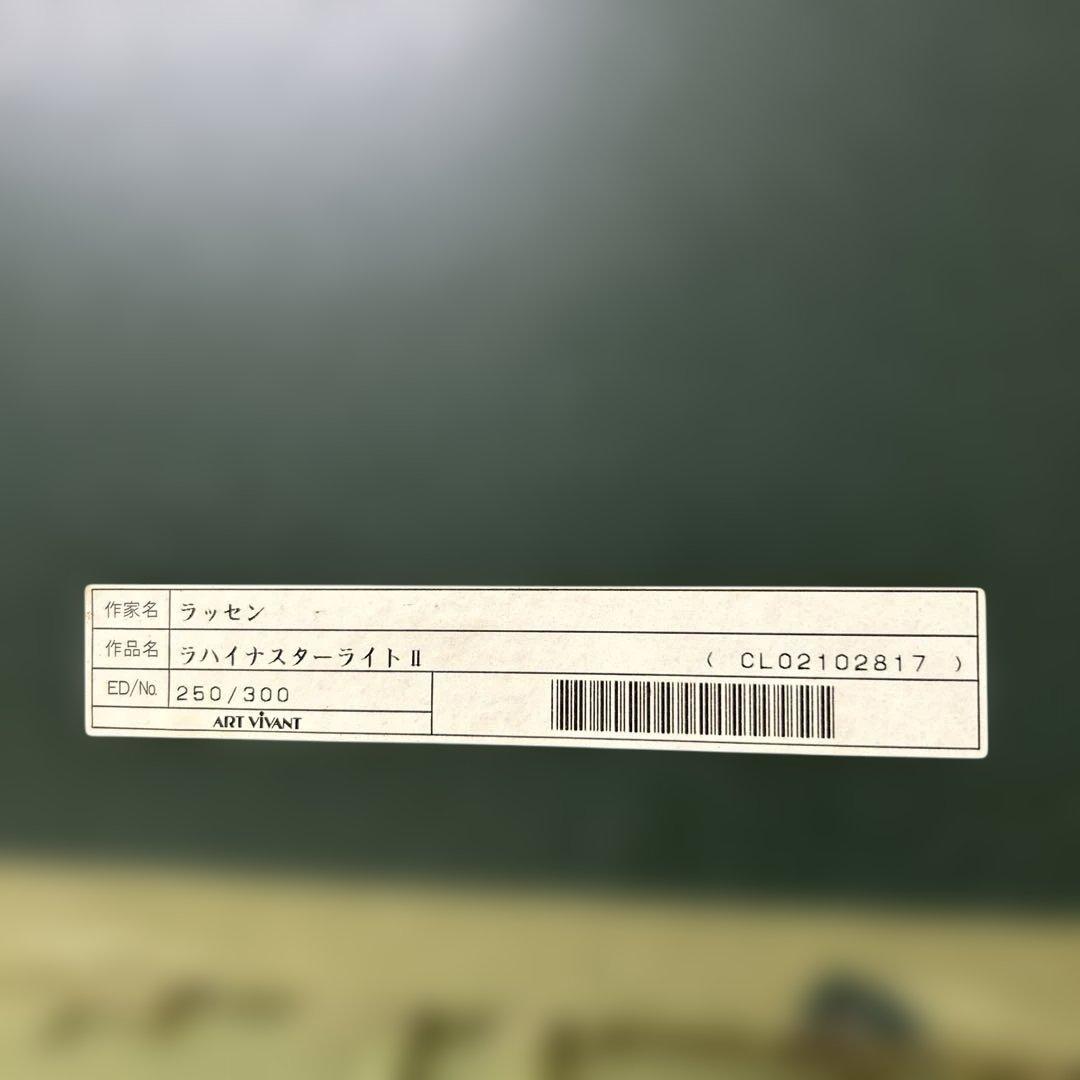 作家名 ラッセン
作品名 ラハイナスターライトⅡ ( CL02102817 )
ED/No. 250/300
ART ViVANT